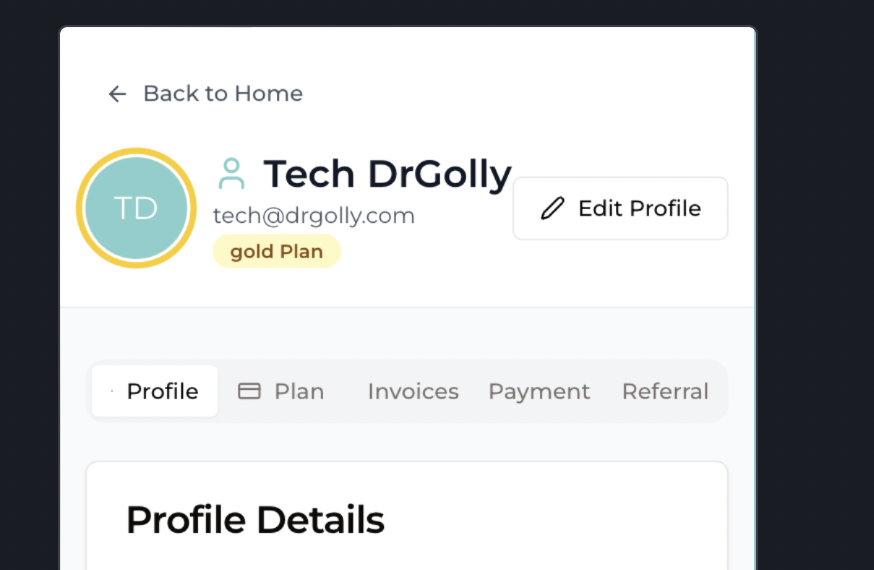 Back to Home
TD
Tech DrGolly
tech@drgolly.com
gold Plan
Edit Profile
Profile Plan Invoices Payment Referral
Profile Details